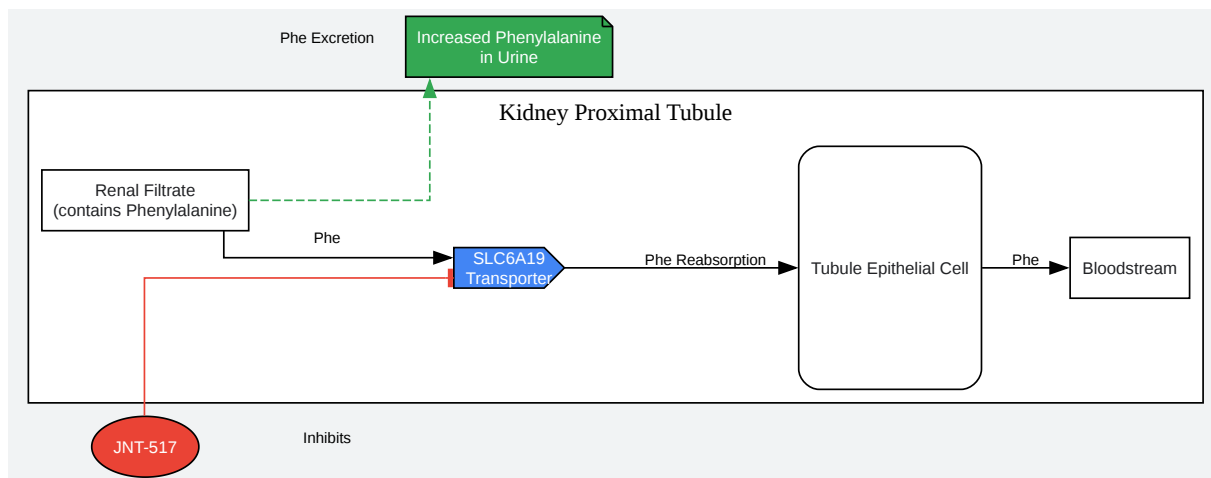 Phe Excretion
Increased Phenylalanine
in Urine
Kidney Proximal Tubule
Renal Filtrate
(contains Phenylalanine)
Phe
SLC6A19
Transporter
Phe Reabsorption
Tubule Epithelial Cell
Phe
Bloodstream
JNT-517
Inhibits